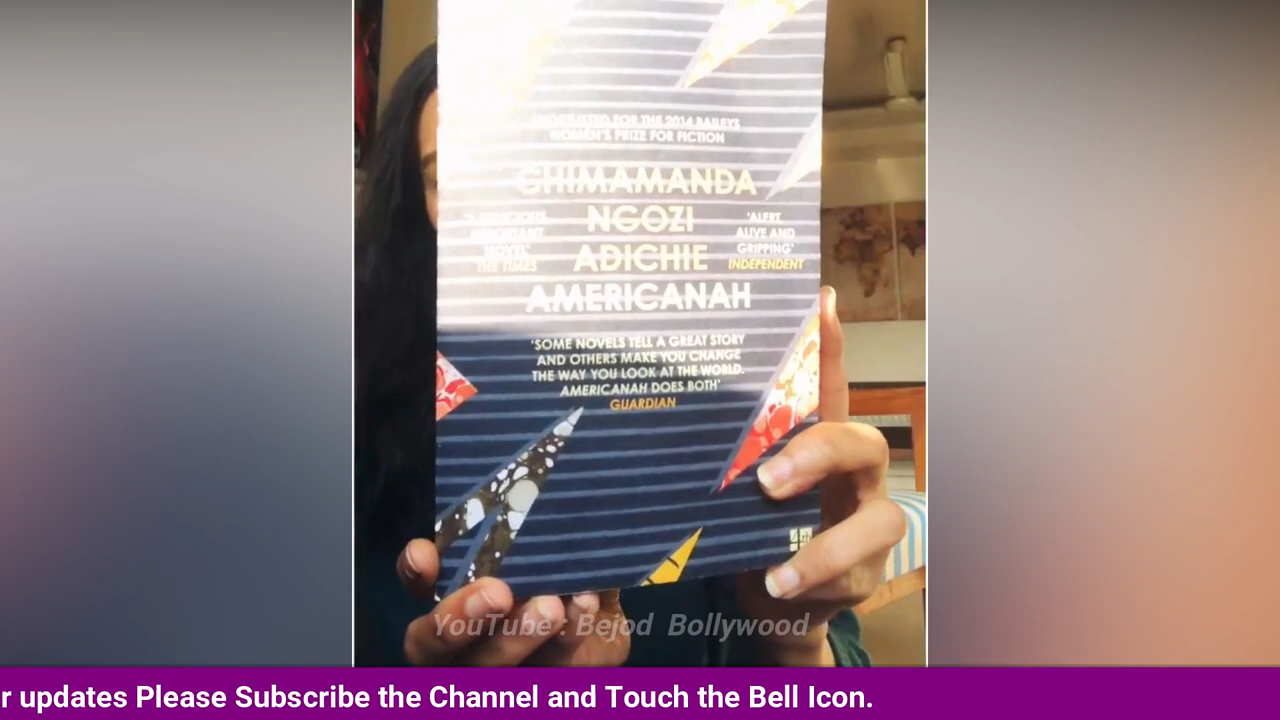 SHORTLISTED FOR THE 2014 BAILEYS
WOMEN'S PRIZE FOR FICTION
CHIMAMANDA
NGOZI
ADICHIE
AMERICANAH
NOVEL'
THE TIMES
'ALERT,
ALIVE AND
GRIPPING'
INDEPENDENT
'SOME NOVELS TELL A GREAT STORY
AND OTHERS MAKE YOU CHANGE
THE WAY YOU LOOK AT THE WORLD.
AMERICANAH DOES BOTH'
GUARDIAN
YouTube : Bejod Bollywood
r updates Please Subscribe the Channel and Touch the Bell Icon.